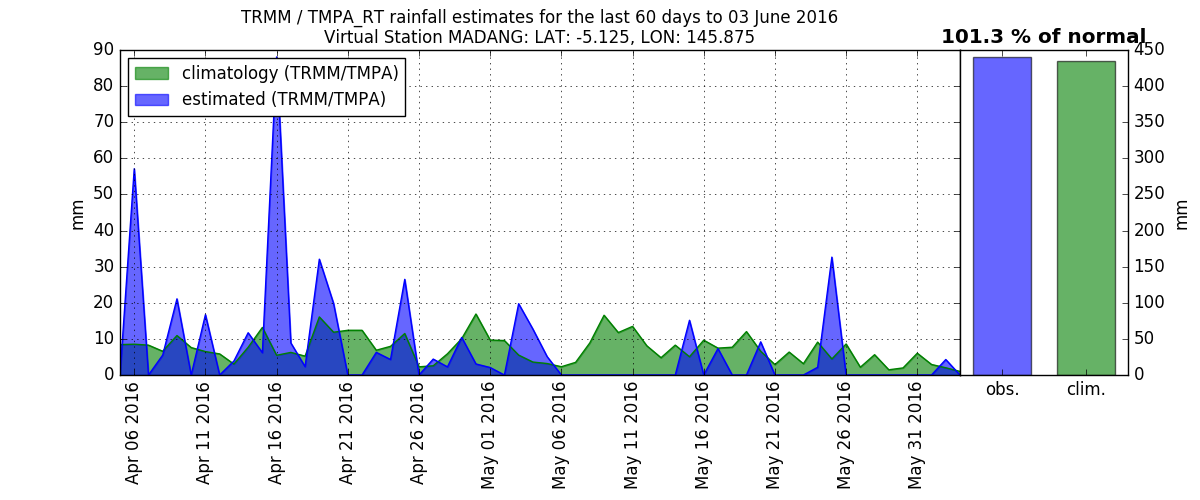 TRMM / TMPA_RT rainfall estimates for the last 60 days to 03 June 2016
Virtual Station MADANG: LAT: -5.125, LON: 145.875
101.3 % of normal
climatology (TRMM/TMPA)
estimated (TRMM/TMPA)
90
80
70
60
50
40
30
20
10
0
mm
450
400
350
300
250
200
150
100
50
0
mm
Apr 06 2016
Apr 11 2016
Apr 16 2016
Apr 21 2016
Apr 26 2016
May 01 2016
May 06 2016
May 11 2016
May 16 2016
May 21 2016
May 26 2016
May 31 2016
obs.
clim.